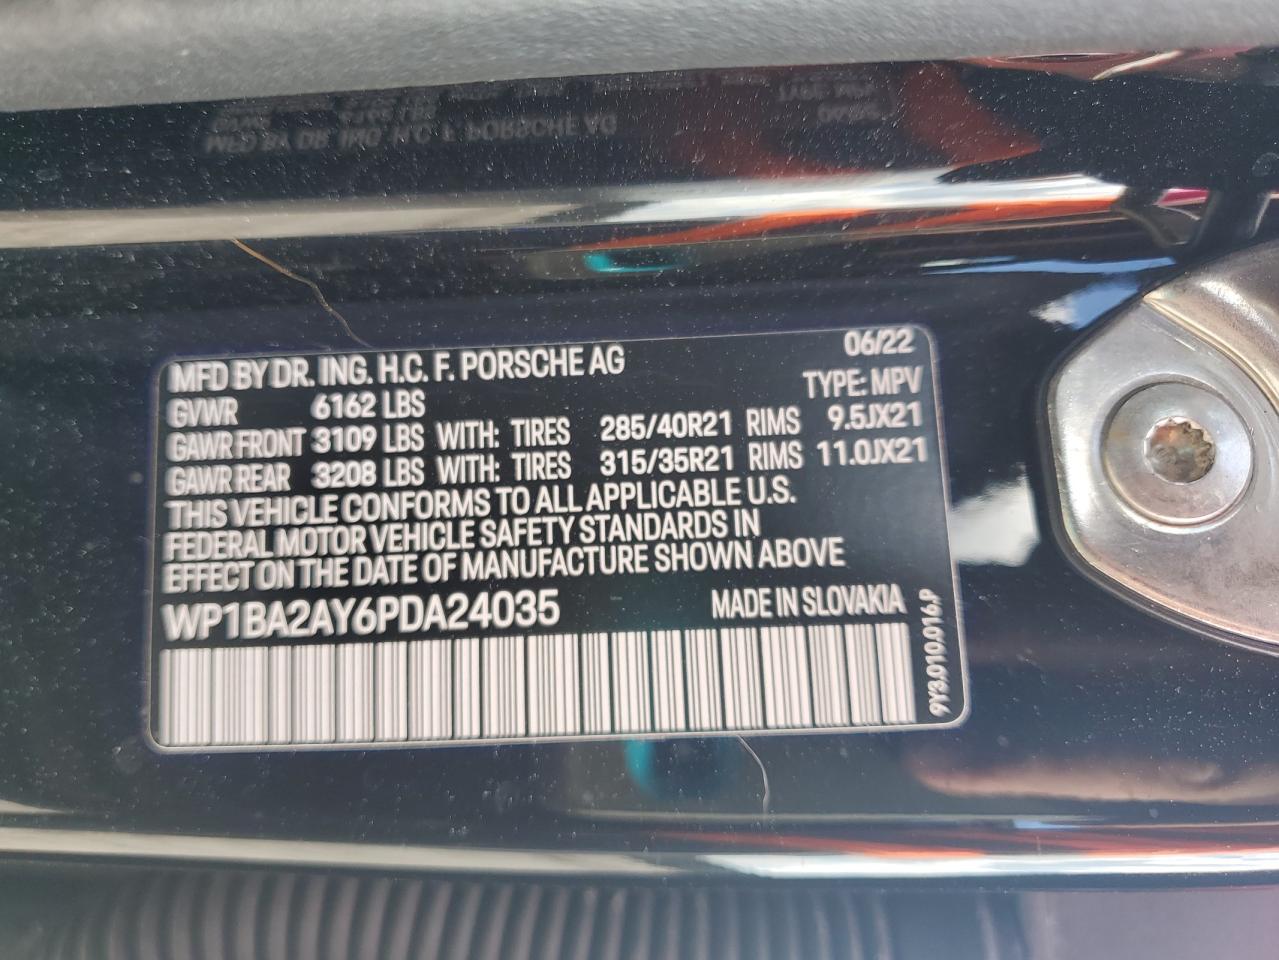 MFD BY DR. ING. H.C. F. PORSCHE AG 06/22
GVWR 6162 LBS TYPE: MPV
GAWR FRONT 3109 LBS WITH: TIRES 285/40R21 RIMS 9.5JX21
GAWR REAR 3208 LBS WITH: TIRES 315/35R21 RIMS 11.0JX21
THIS VEHICLE CONFORMS TO ALL APPLICABLE U.S.
FEDERAL MOTOR VEHICLE SAFETY STANDARDS IN
EFFECT ON THE DATE OF MANUFACTURE SHOWN ABOVE
WP1BA2AY6PDA24035 MADE IN SLOVAKIA
9Y3.010.016.P